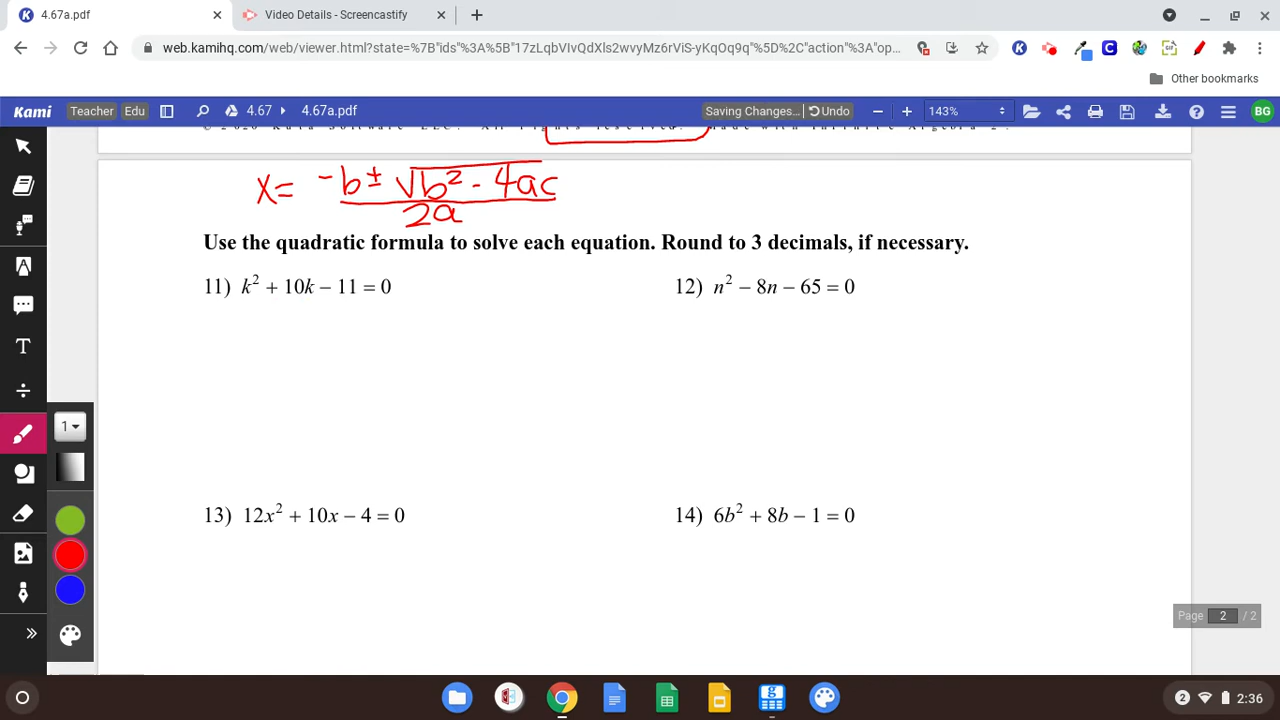 4.67a.pdf
Video Details - Screencastify
web.kamihq.com/web/viewer.html?state=%7B"ids"%3A%5B"17zLqbVIvQdXls2wvyMz6rViS-yKqOq9q"%5D%2C"action"%3A"op...
Other bookmarks
Kami Teacher Edu 4.67 4.67a.pdf Saving Changes... Undo 143% BG
x = -b ± √b² - 4ac
2a
Use the quadratic formula to solve each equation. Round to 3 decimals, if necessary.
11) k² + 10k − 11 = 0
12) n² − 8n − 65 = 0
1
13) 12x² + 10x − 4 = 0
14) 6b² + 8b − 1 = 0
Page 2 / 2
2 2:36